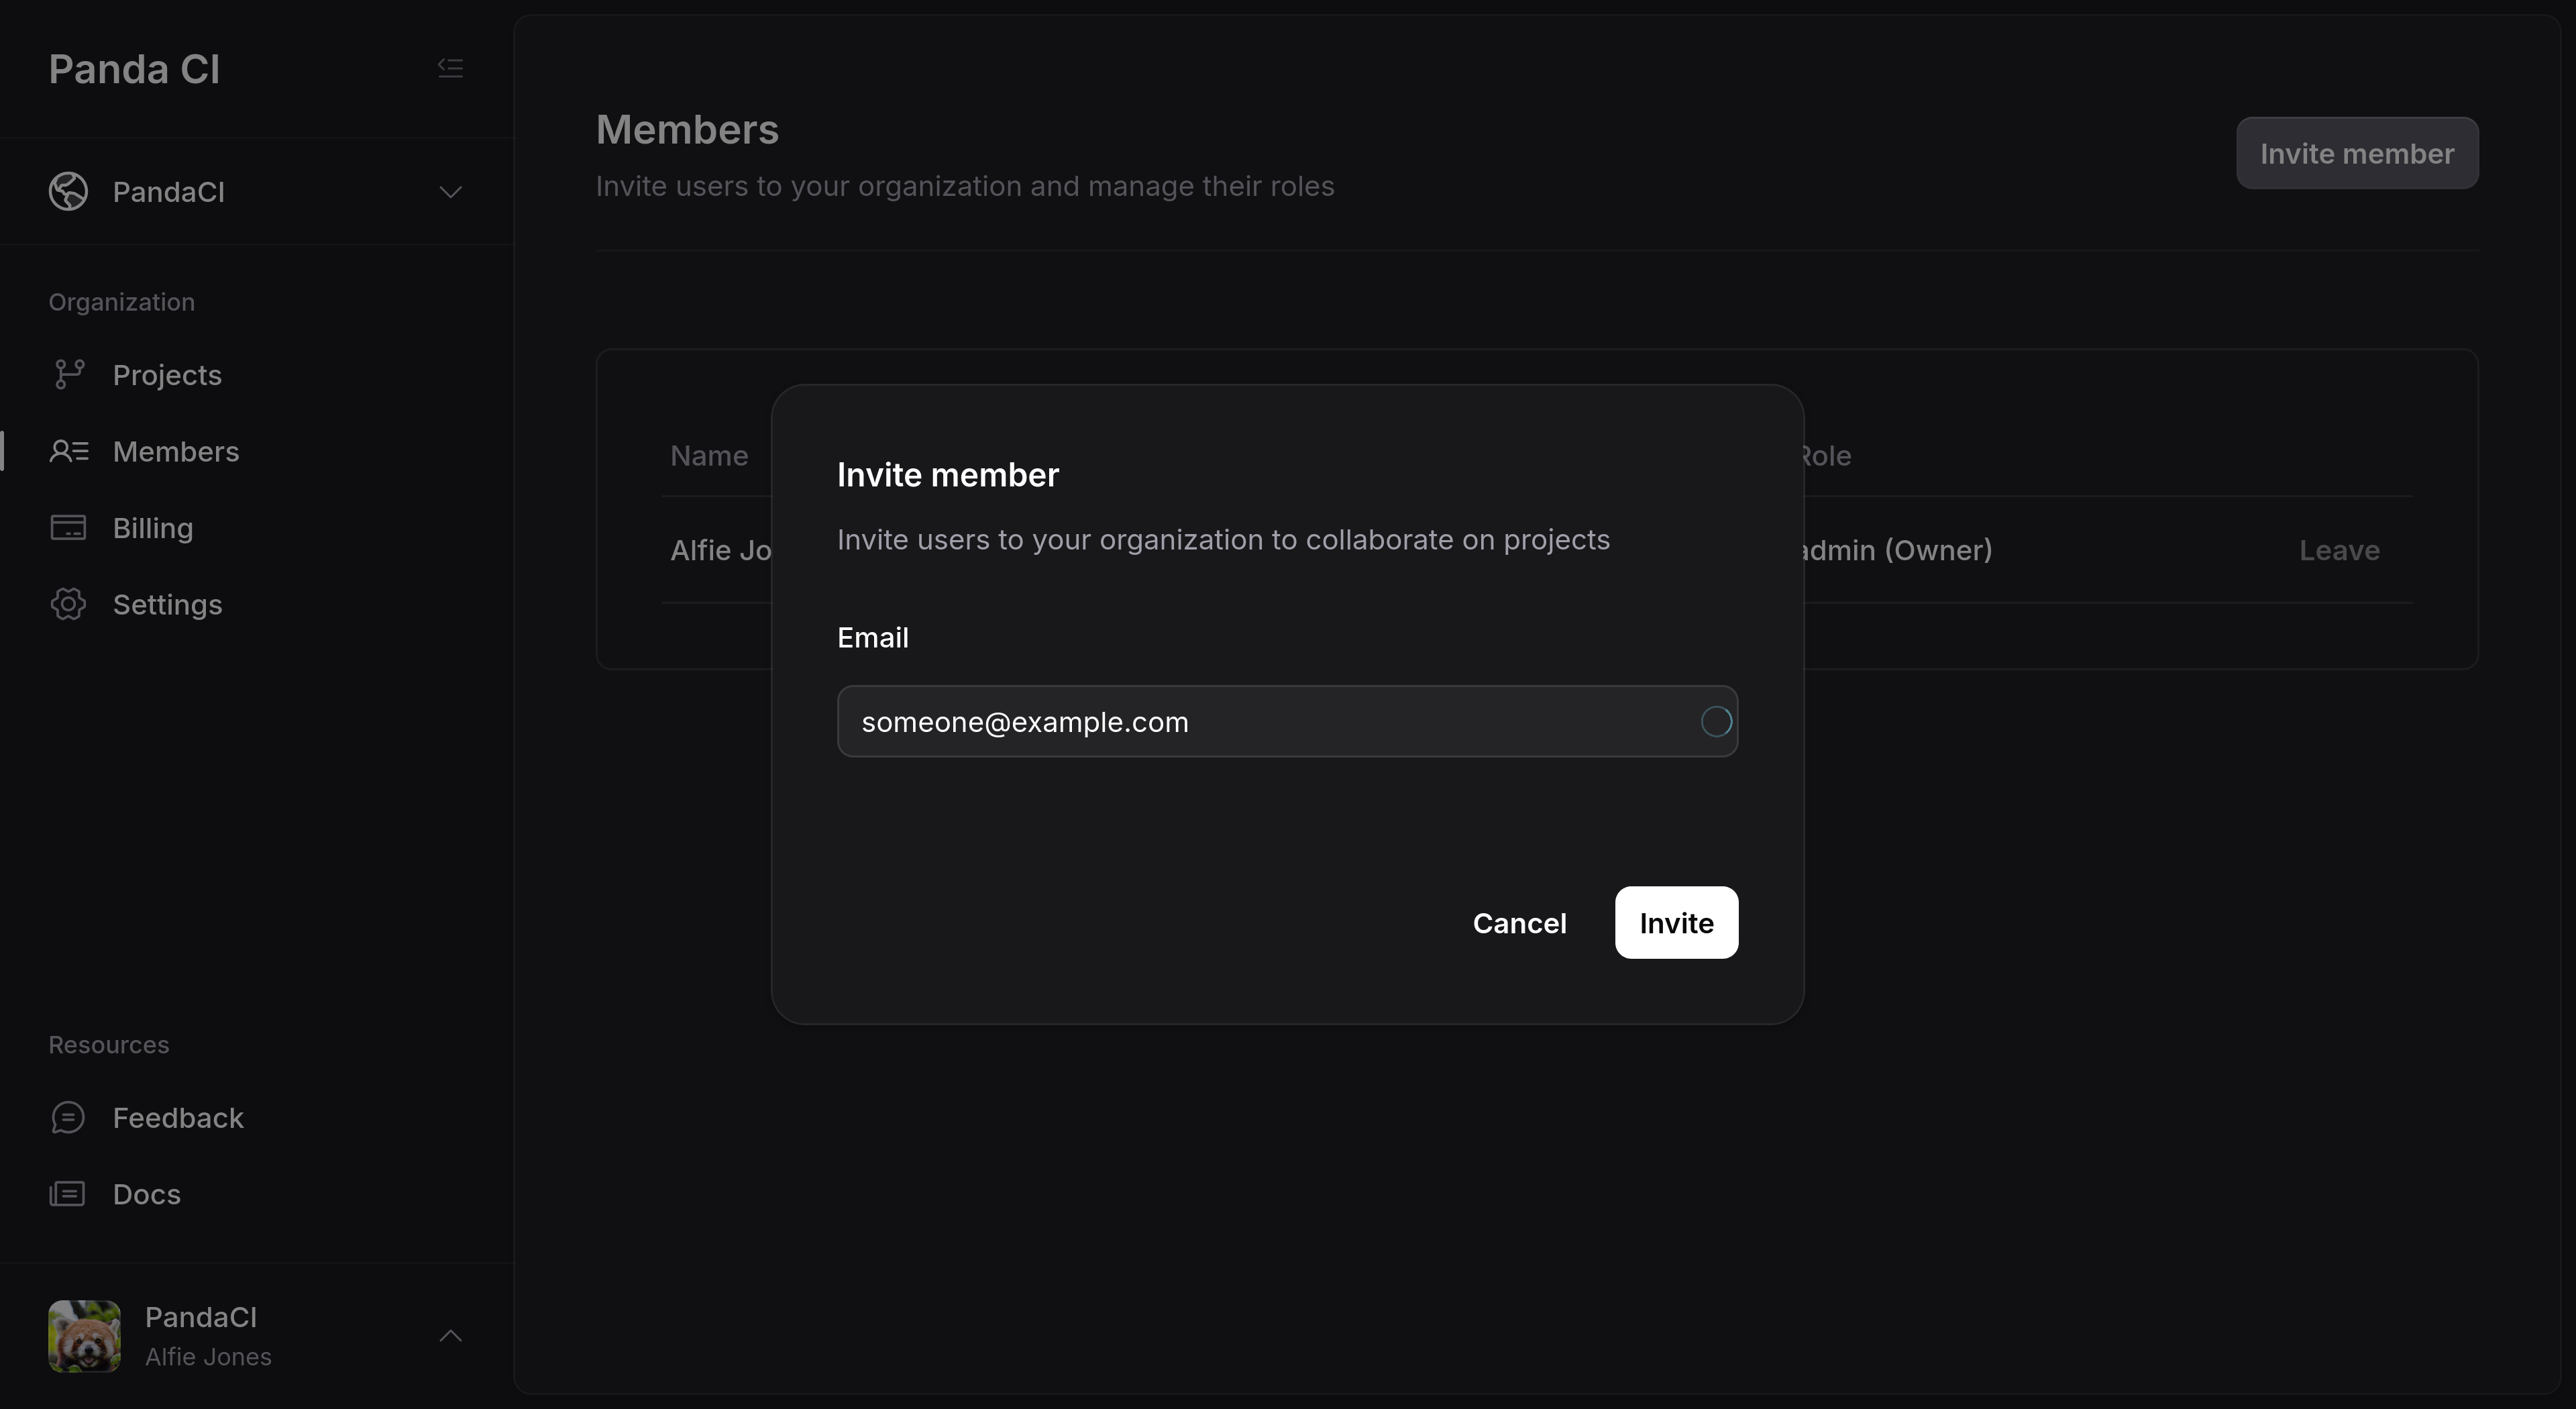 Panda CI
PandaCI
Organization
Projects
Members
Billing
Settings
Resources
Feedback
Docs
PandaCI
Alfie Jones
Members
Invite users to your organization and manage their roles
Invite member
Name
Role
Alfie Jo
admin (Owner)
Leave
Invite member
Invite users to your organization to collaborate on projects
Email
someone@example.com
Cancel
Invite